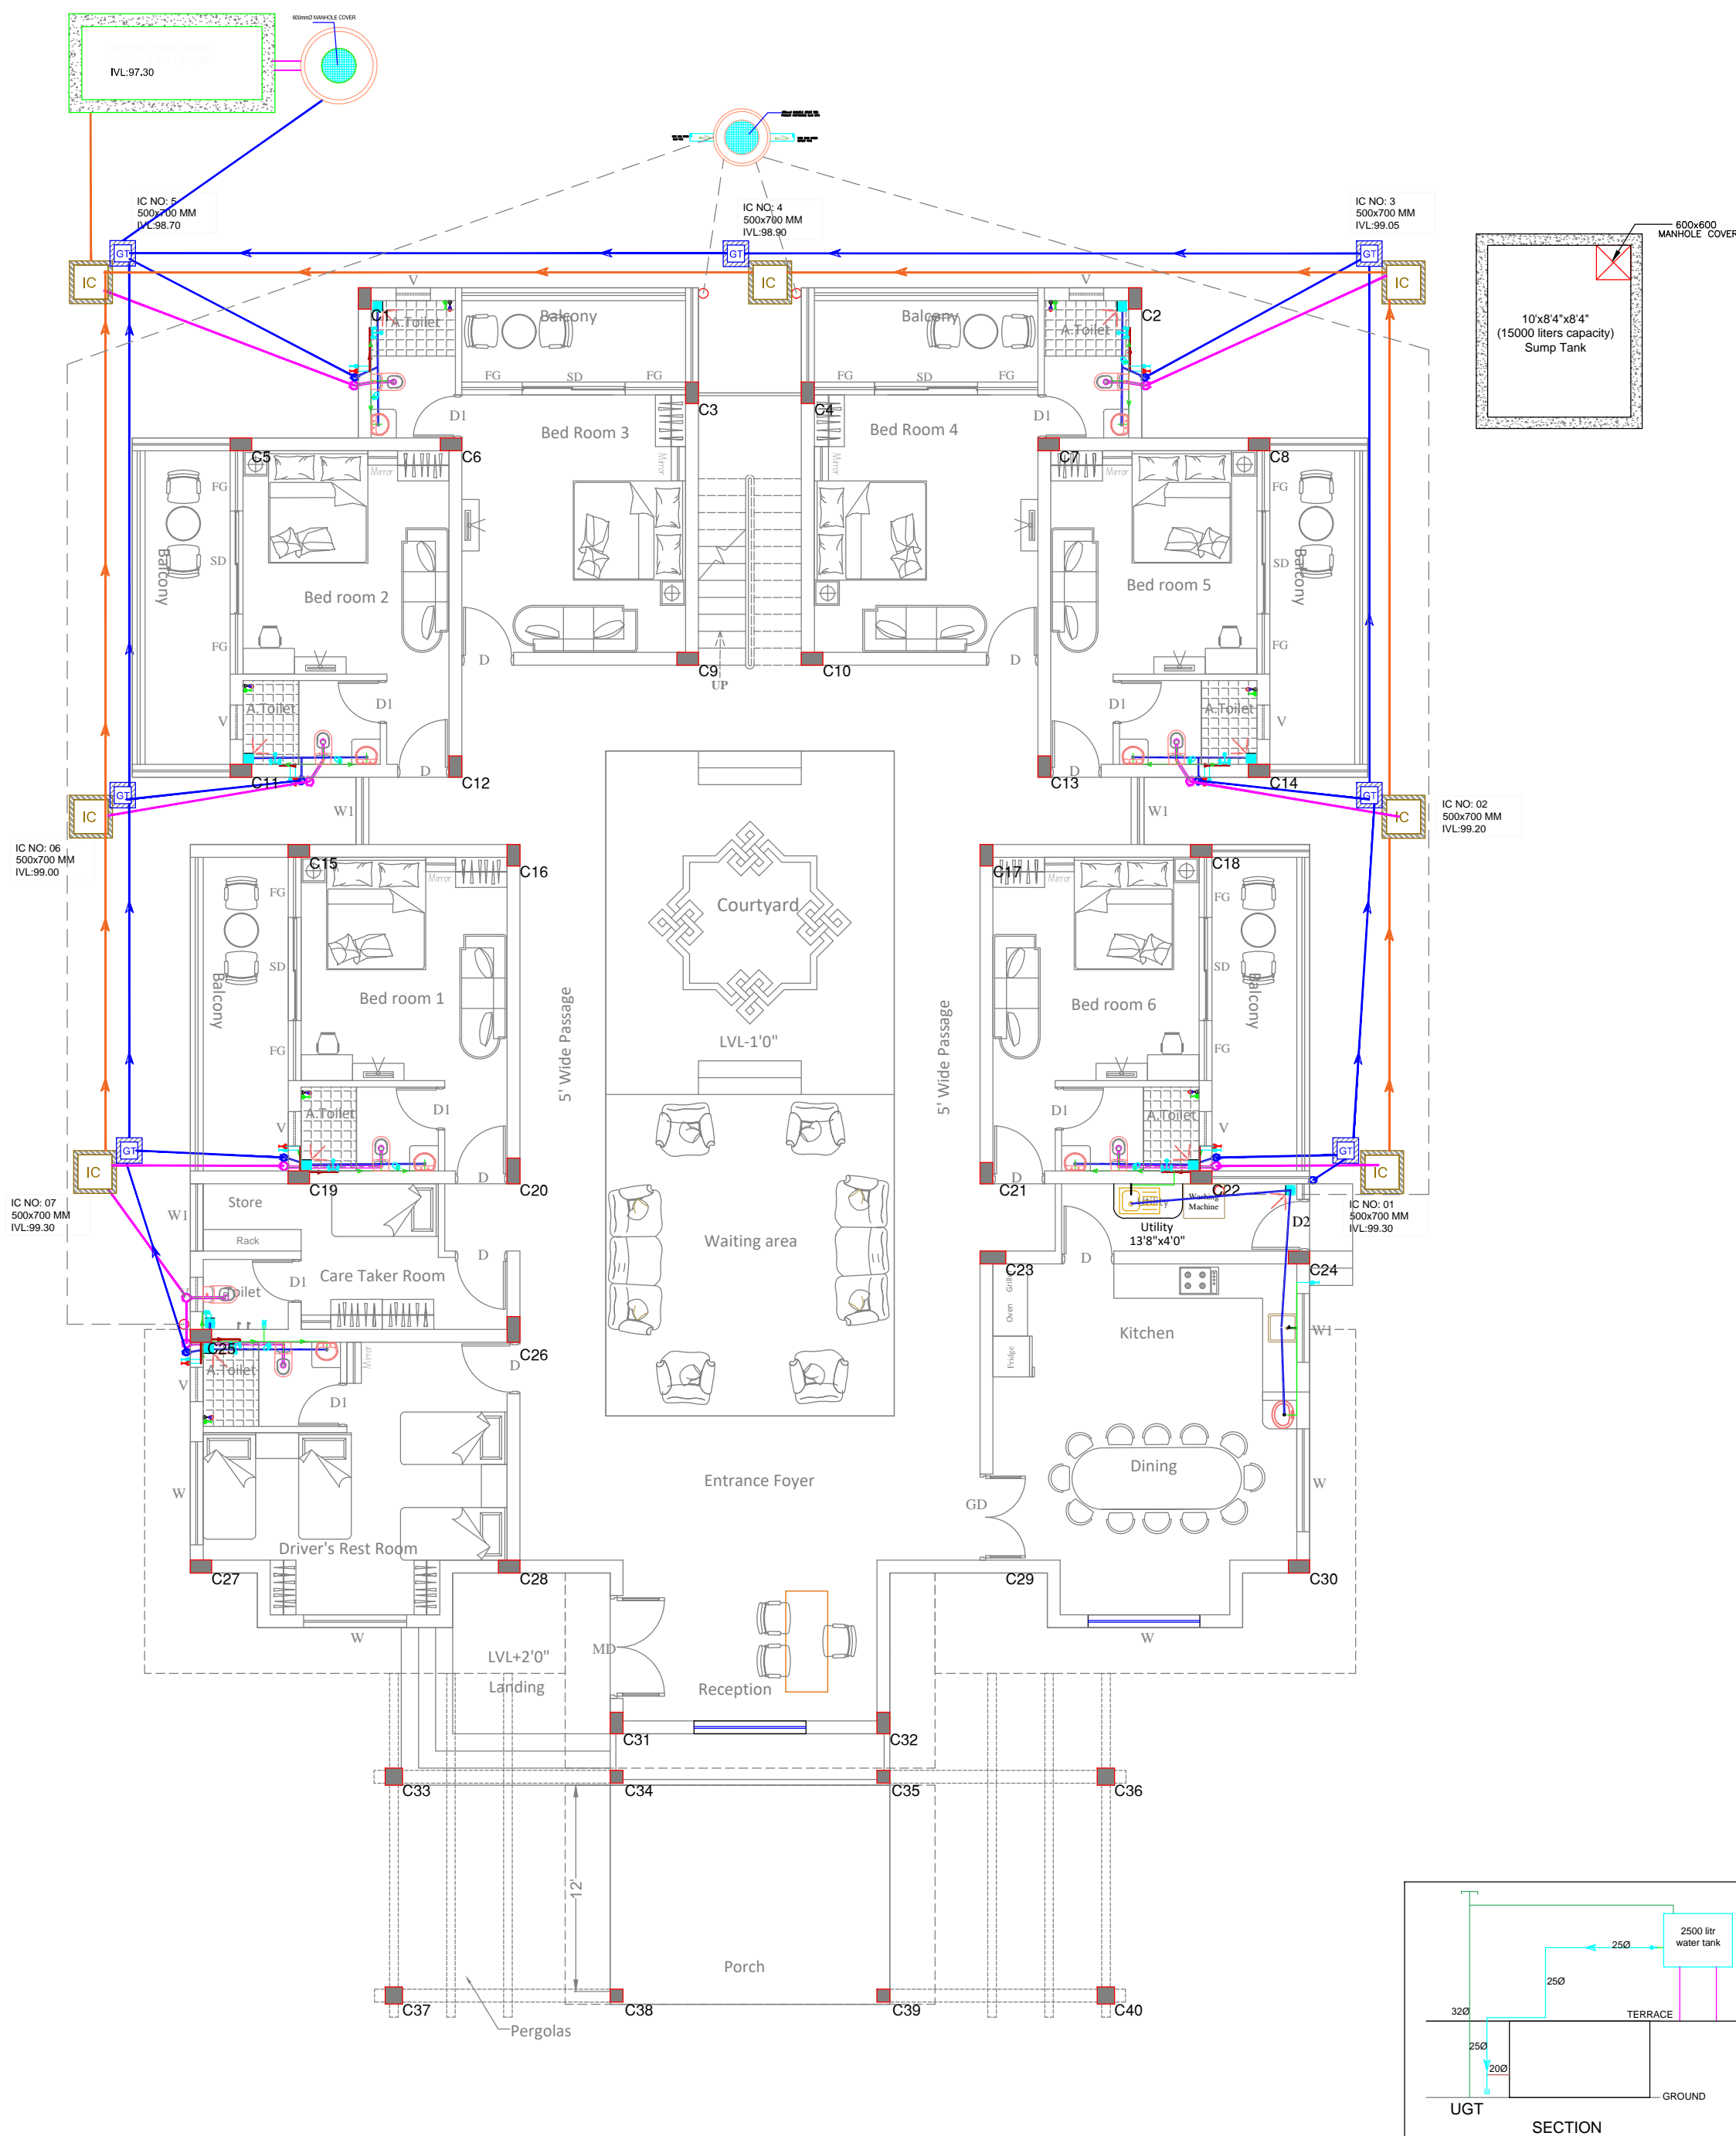 600mmØ MANHOLE COVER
IVL:97.30
IC NO: 5
500x700 MM
IVL:98.70
IC NO: 4
500x700 MM
IVL:98.90
IC NO: 3
500x700 MM
IVL:99.05
600x600
MANHOLE COVER
10'x8'4"x8'4"
(15000 liters capacity)
Sump Tank
GT
GT
GT
IC
IC
IC
V
V
C1
A.Toilet
Balcony
Balcony
A.Toilet
C2
FG
SD
FG
FG
SD
FG
D1
C3
C4
D1
Bed Room 3
Bed Room 4
C5
C6
C7
C8
Mirror
Mirror
Mirror
Mirror
FG
FG
Balcony
SD
SD
Balcony
Bed room 2
Bed room 5
FG
FG
D
C9
UP
C10
D
A.Toilet
D1
D1
A.Toilet
V
V
C11
D
C12
C13
D
C14
GT
GT
IC
IC
W1
W1
IC NO: 02
500x700 MM
IVL:99.20
IC NO: 06
500x700 MM
IVL:99.00
C15
C16
C17
C18
Mirror
Mirror
FG
FG
Courtyard
Balcony
SD
SD
Balcony
Bed room 1
Bed room 6
5' Wide Passage
5' Wide Passage
LVL-1'0"
FG
FG
A.Toilet
D1
D1
A.Toilet
V
V
GT
GT
IC
IC
C19
D
C20
C21
D
C22
IC NO: 07
500x700 MM
IVL:99.30
IC NO: 01
500x700 MM
IVL:99.30
W1
Store
Washing
Machine
D2
Utility
13'8"x4'0"
Rack
Waiting area
D
D
C23
C24
Care Taker Room
D1
Toilet
Oven
Grill
Kitchen
W1
Fridge
C25
C26
A.Toilet
Mirror
D
V
D1
Dining
Entrance Foyer
W
W
GD
Driver's Rest Room
C27
C28
C29
C30
W
W
LVL+2'0"
Landing
MD
Reception
C31
C32
C33
C34
C35
C36
12'
Porch
C37
C38
C39
C40
Pergolas
2500 litr
water tank
25Ø
25Ø
32Ø
TERRACE
25Ø
20Ø
GROUND
UGT
SECTION